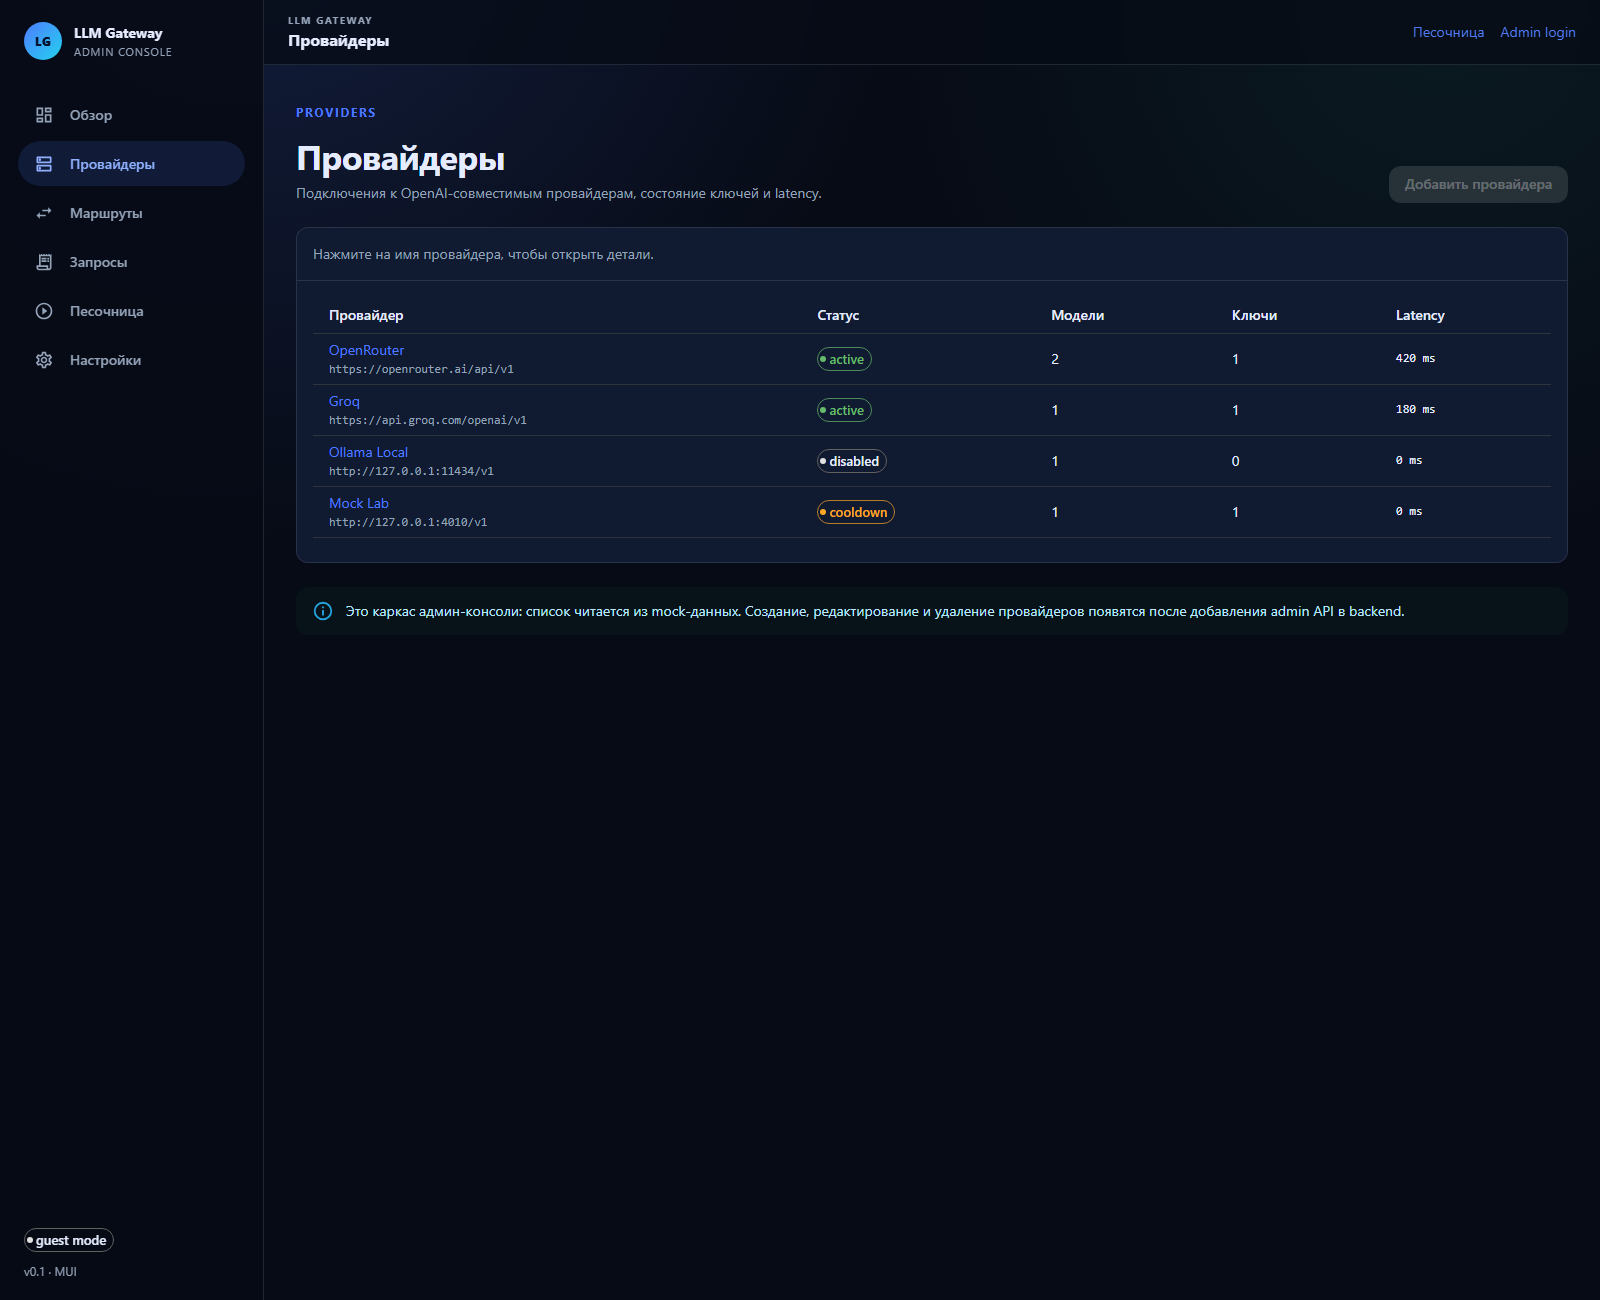 LG
LLM Gateway
ADMIN CONSOLE
Обзор
Провайдеры
Маршруты
Запросы
Песочница
Настройки
guest mode
v0.1 · MUI
LLM GATEWAY
Провайдеры
Песочница Admin login
PROVIDERS
Провайдеры
Подключения к OpenAI-совместимым провайдерам, состояние ключей и latency.
Добавить провайдера
Нажмите на имя провайдера, чтобы открыть детали.
Провайдер Статус Модели Ключи Latency
OpenRouter
https://openrouter.ai/api/v1
active 2 1 420 ms
Groq
https://api.groq.com/openai/v1
active 1 1 180 ms
Ollama Local
http://127.0.0.1:11434/v1
disabled 1 0 0 ms
Mock Lab
http://127.0.0.1:4010/v1
cooldown 1 1 0 ms
Это каркас админ-консоли: список читается из mock-данных. Создание, редактирование и удаление провайдеров появятся после добавления admin API в backend.